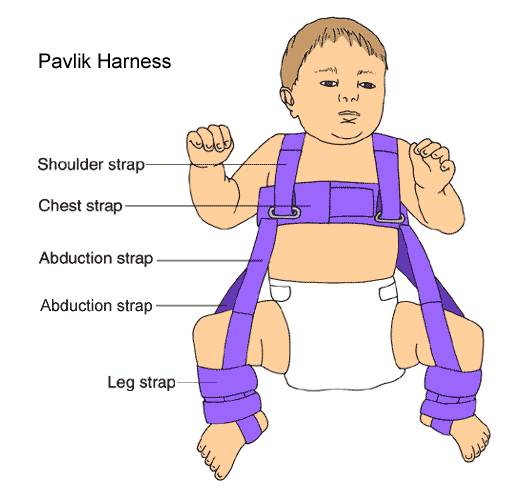 Pavlik Harness
Shoulder strap
Chest strap
Abduction strap
Abduction strap
Leg strap